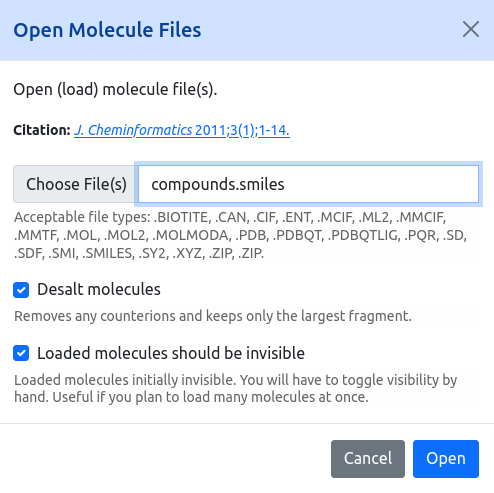 Open Molecule Files
Open (load) molecule file(s).
Citation: J. Cheminformatics 2011;3(1);1-14.
Choose File(s) compounds.smiles
Acceptable file types: .BIOTITE, .CAN, .CIF, .ENT, .MCIF, .ML2, .MMCIF,
.MMTF, .MOL, .MOL2, .MOLMODA, .PDB, .PDBQT, .PDBQTLIG, .PQR, .SD,
.SDF, .SMI, .SMILES, .SY2, .XYZ, .ZIP, .ZIP.
Desalt molecules
Removes any counterions and keeps only the largest fragment.
Loaded molecules should be invisible
Loaded molecules initially invisible. You will have to toggle visibility by
hand. Useful if you plan to load many molecules at once.
Cancel Open